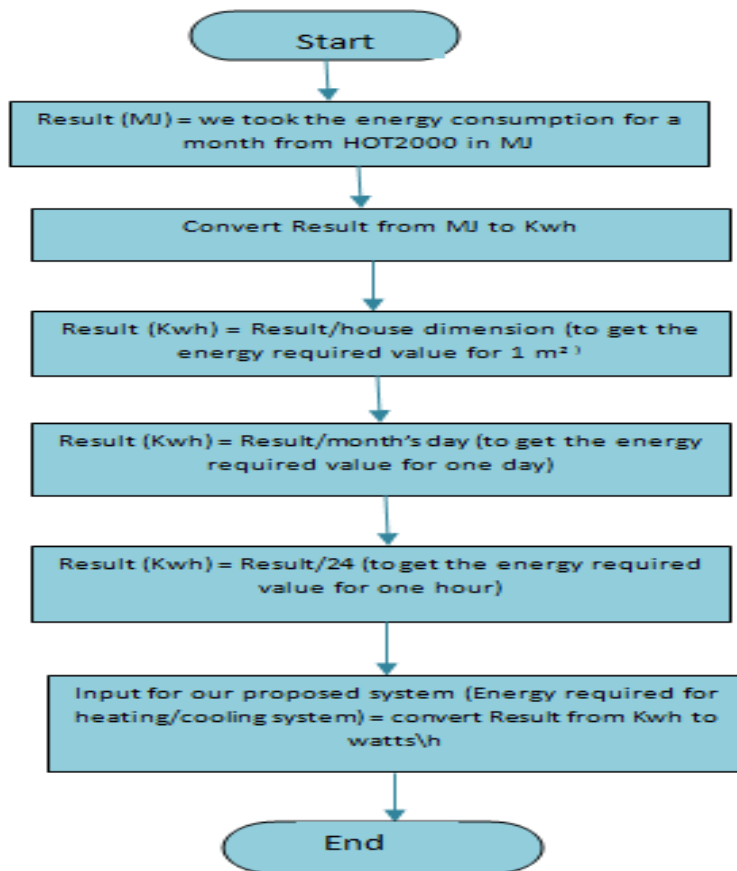 Start
Result (MJ) = we took the energy consumption for a
month from HOT2000 in MJ
Convert Result from MJ to Kwh
Result (Kwh) = Result/house dimension (to get the
energy required value for 1 m² )
Result (Kwh) = Result/month's day (to get the energy
required value for one day)
Result (Kwh) = Result/24 (to get the energy required
value for one hour)
Input for our proposed system (Energy required for
heating/cooling system) = convert Result from Kwh to
watts\h
End